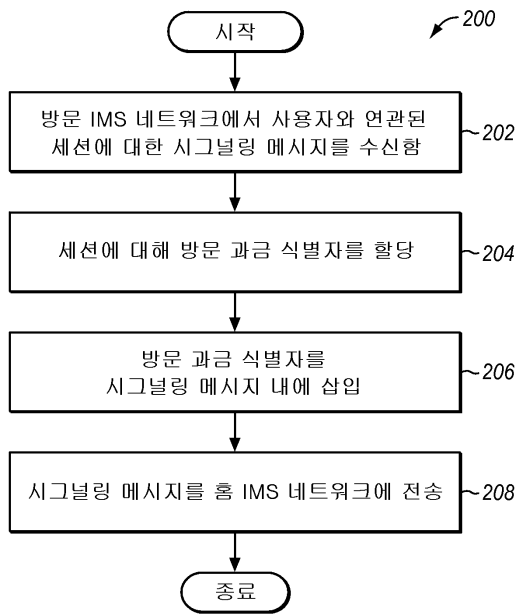 시작
200
방문 IMS 네트워크에서 사용자와 연관된
세션에 대한 시그널링 메시지를 수신함
202
세션에 대해 방문 과금 식별자를 할당
204
방문 과금 식별자를
시그널링 메시지 내에 삽입
206
시그널링 메시지를 홈 IMS 네트워크에 전송
208
종료